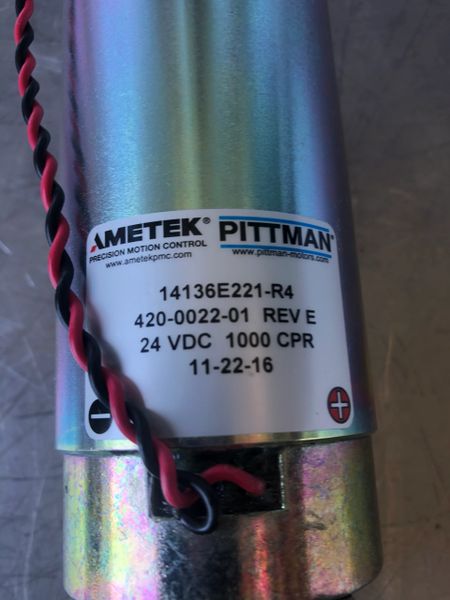 AMETEK® PITTMAN®
PRECISION MOTION CONTROL
www.ametekpmc.com www.pittman-motors.com
14136E221-R4
420-0022-01 REV E
24 VDC 1000 CPR
11-22-16